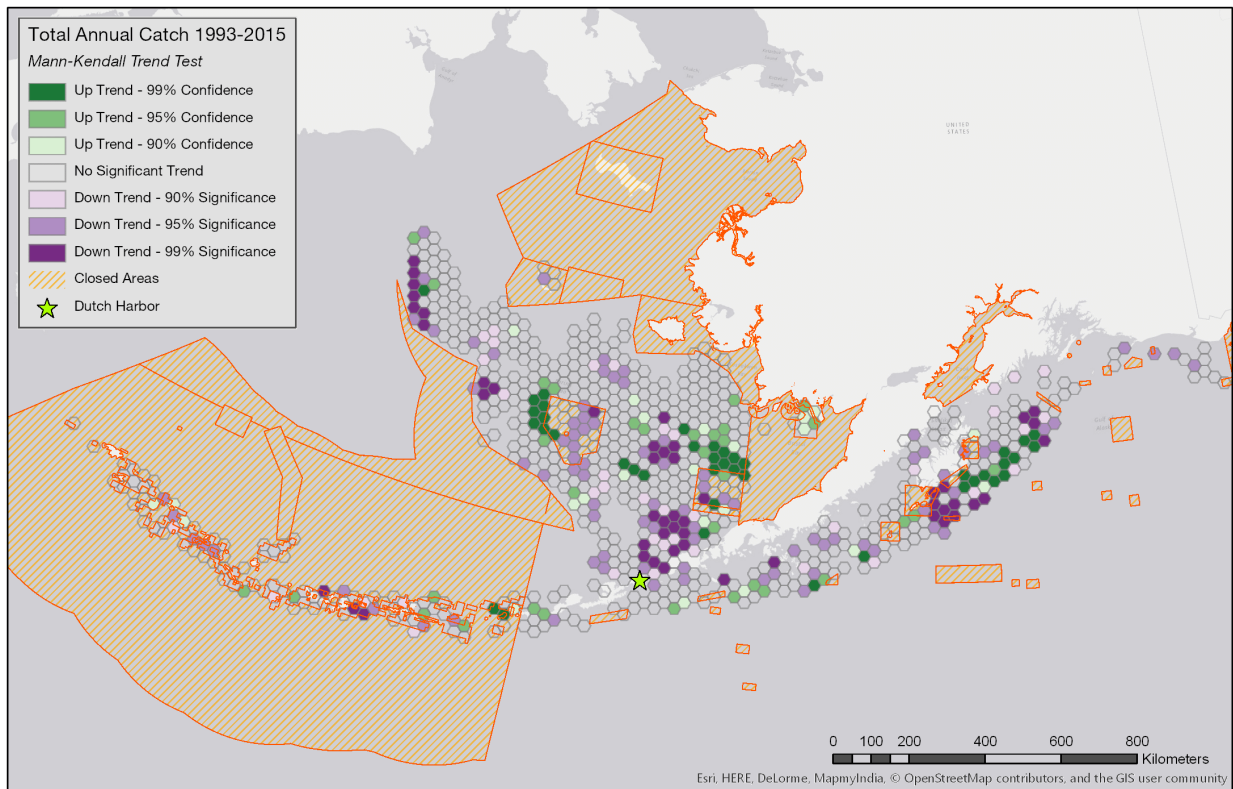 Total Annual Catch 1993-2015
Mann-Kendall Trend Test
Up Trend - 99% Confidence
Up Trend - 95% Confidence
Up Trend - 90% Confidence
No Significant Trend
Down Trend - 90% Significance
Down Trend - 95% Significance
Down Trend - 99% Significance
Closed Areas
Dutch Harbor
UNITED
STATES
0 100 200 400 600 800
Kilometers
Esri, HERE, DeLorme, MapmyIndia, © OpenStreetMap contributors, and the GIS user community